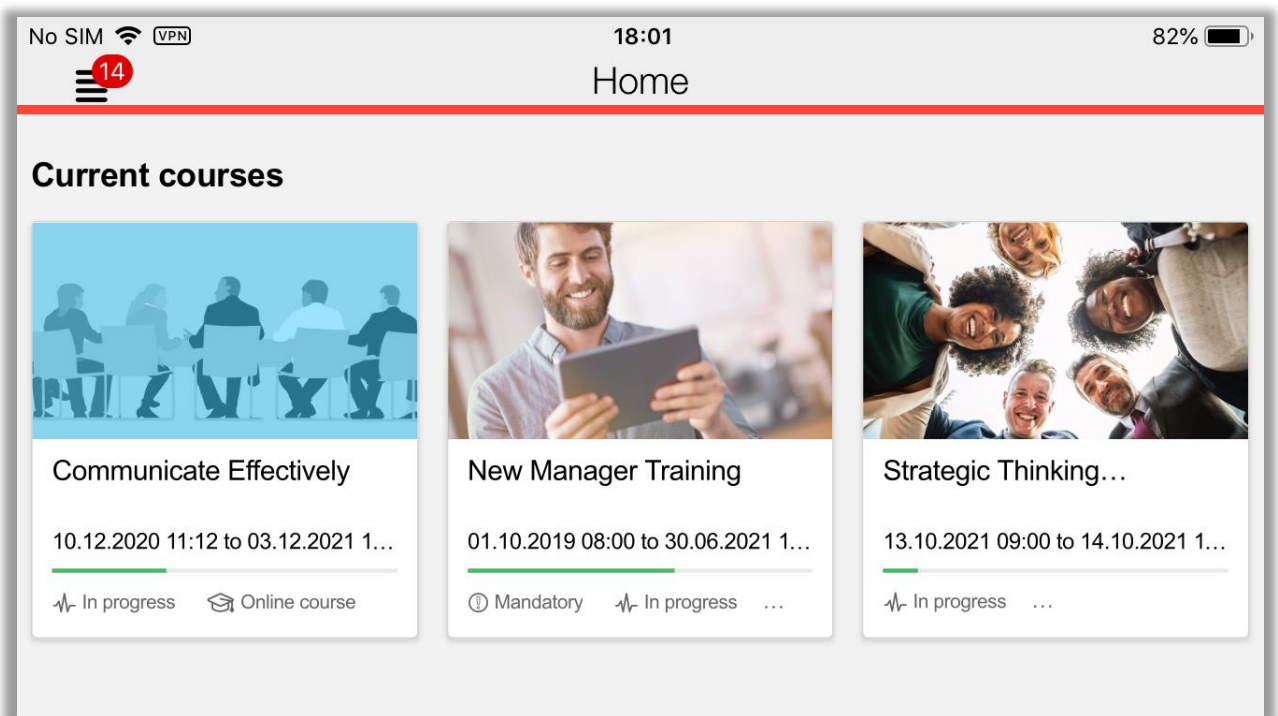 No SIM VPN 18:01 82%
14
Home
Current courses
Communicate Effectively
10.12.2020 11:12 to 03.12.2021 1…
In progress Online course
New Manager Training
01.10.2019 08:00 to 30.06.2021 1…
Mandatory In progress …
Strategic Thinking…
13.10.2021 09:00 to 14.10.2021 1…
In progress …